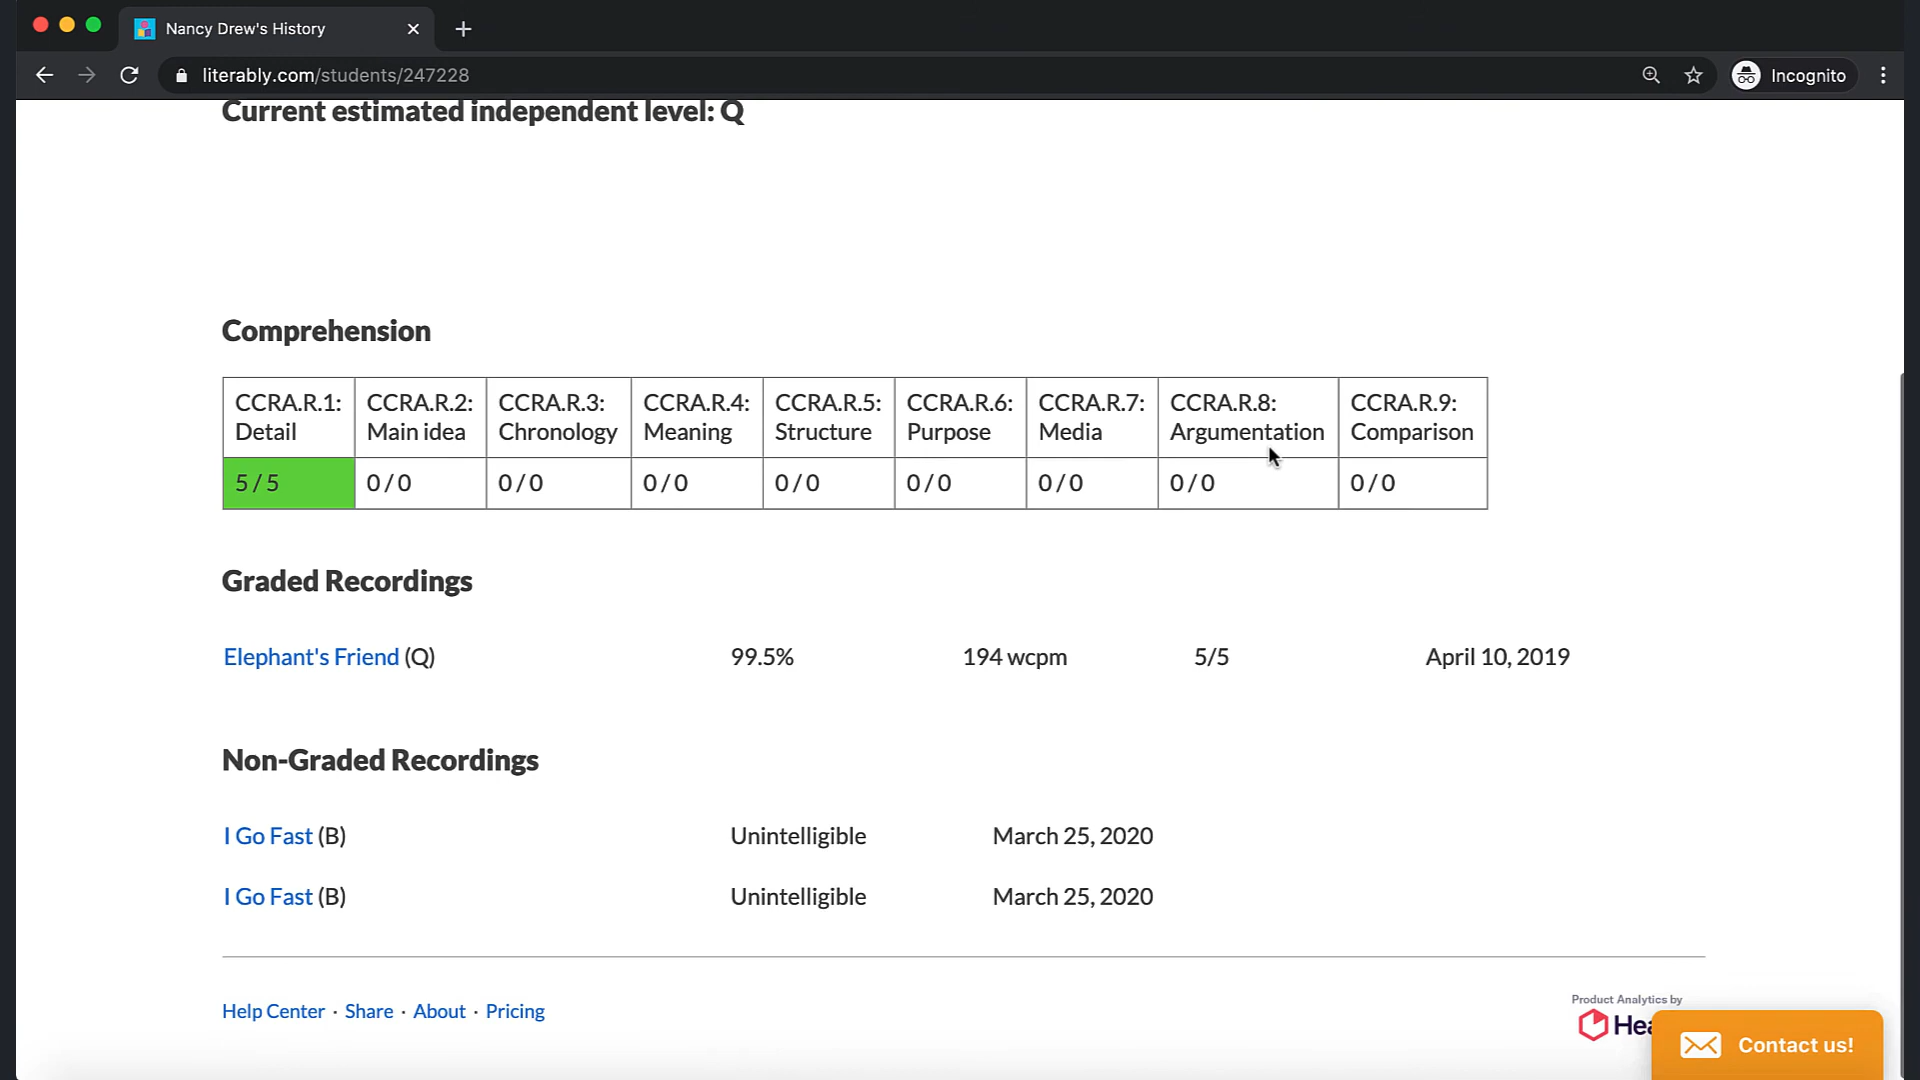 Nancy Drew's History
literably.com/students/247228
Incognito
Current estimated independent level: Q
Comprehension
CCRA.R.1: CCRA.R.2: CCRA.R.3: CCRA.R.4: CCRA.R.5: CCRA.R.6: CCRA.R.7: CCRA.R.8: CCRA.R.9:
Detail Main idea Chronology Meaning Structure Purpose Media Argumentation Comparison
5 / 5 0 / 0 0 / 0 0 / 0 0 / 0 0 / 0 0 / 0 0 / 0 0 / 0
Graded Recordings
Elephant's Friend (Q) 99.5% 194 wcpm 5/5 April 10, 2019
Non-Graded Recordings
I Go Fast (B) Unintelligible March 25, 2020
I Go Fast (B) Unintelligible March 25, 2020
Help Center · Share · About · Pricing
Product Analytics by
Contact us!